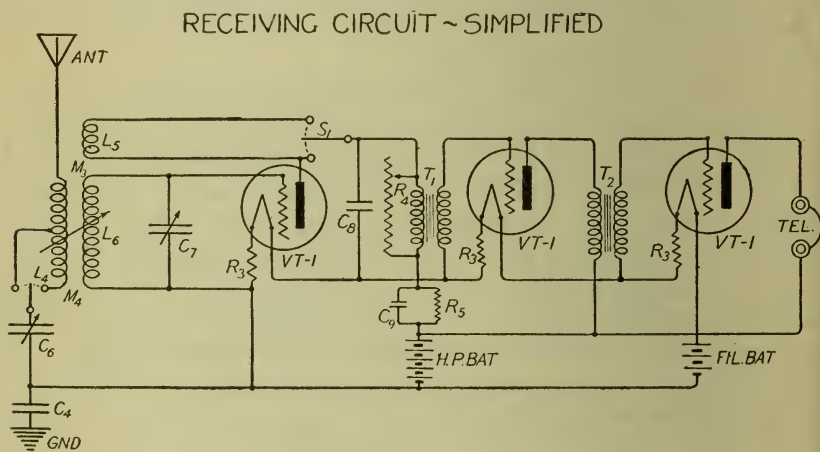 RECEIVING CIRCUIT ~ SIMPLIFIED
ANT
L5
S1
M3
L6
C7
R3
VT-1
C8
R4
T1
R3
VT-1
T2
R3
VT-1
TEL.
L4
M4
C6
C9
R5
H.P.BAT
FIL.BAT
C4
GND